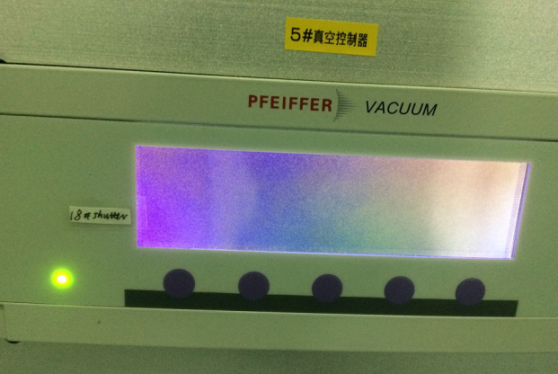 5#真空控制器
PFEIFFER VACUUM
18# shutter